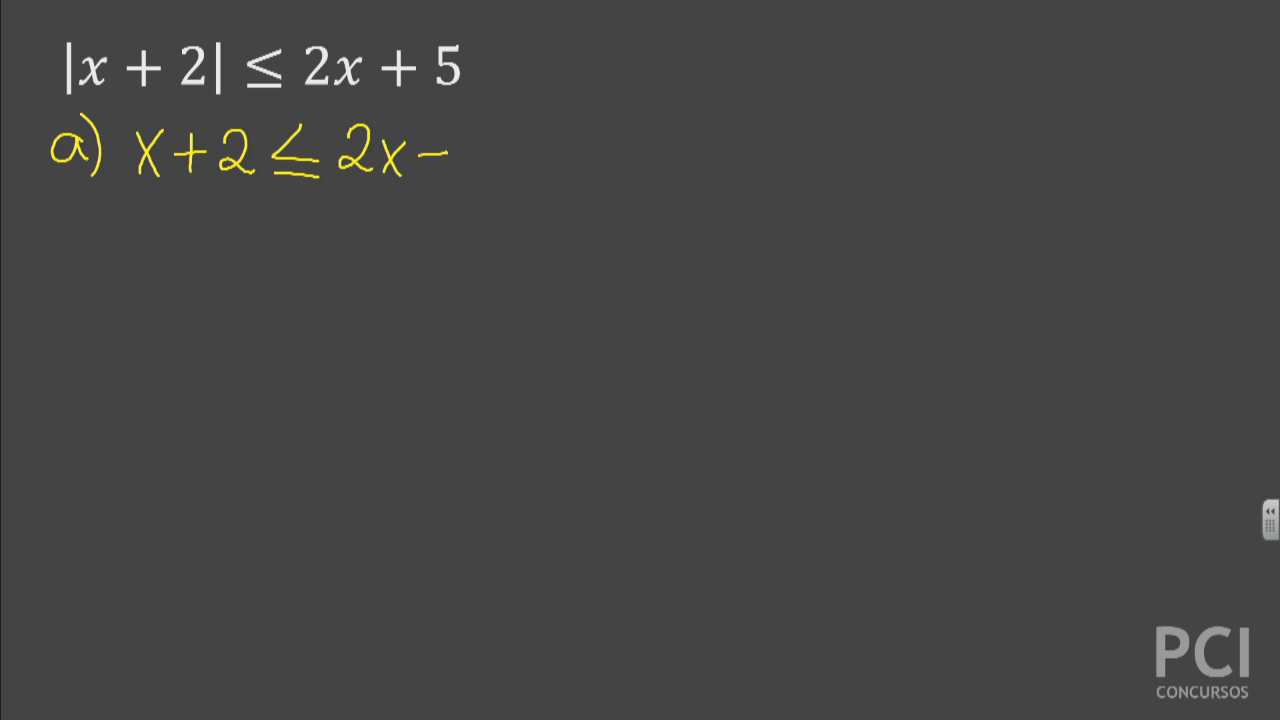 |x + 2| ≤ 2x + 5
a) x + 2 ≤ 2x −
PCI
CONCURSOS